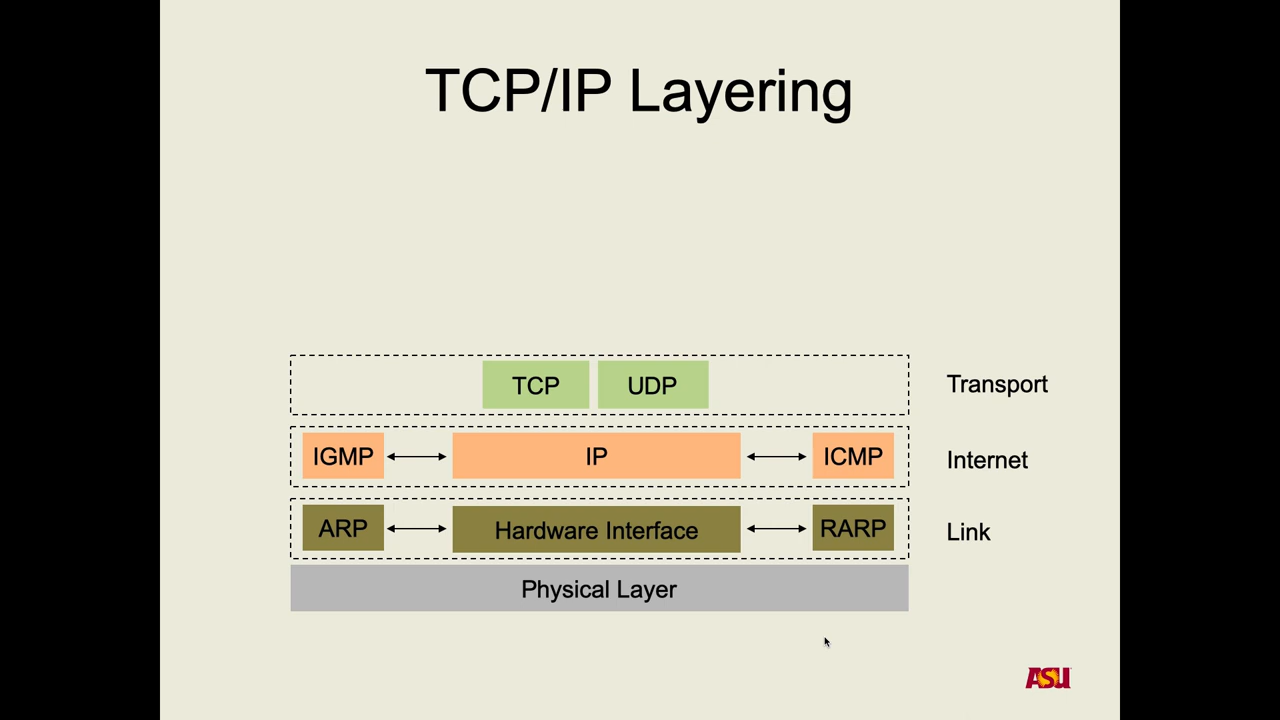 TCP/IP Layering
TCP UDP Transport
IGMP IP ICMP Internet
ARP Hardware Interface RARP Link
Physical Layer
ASU